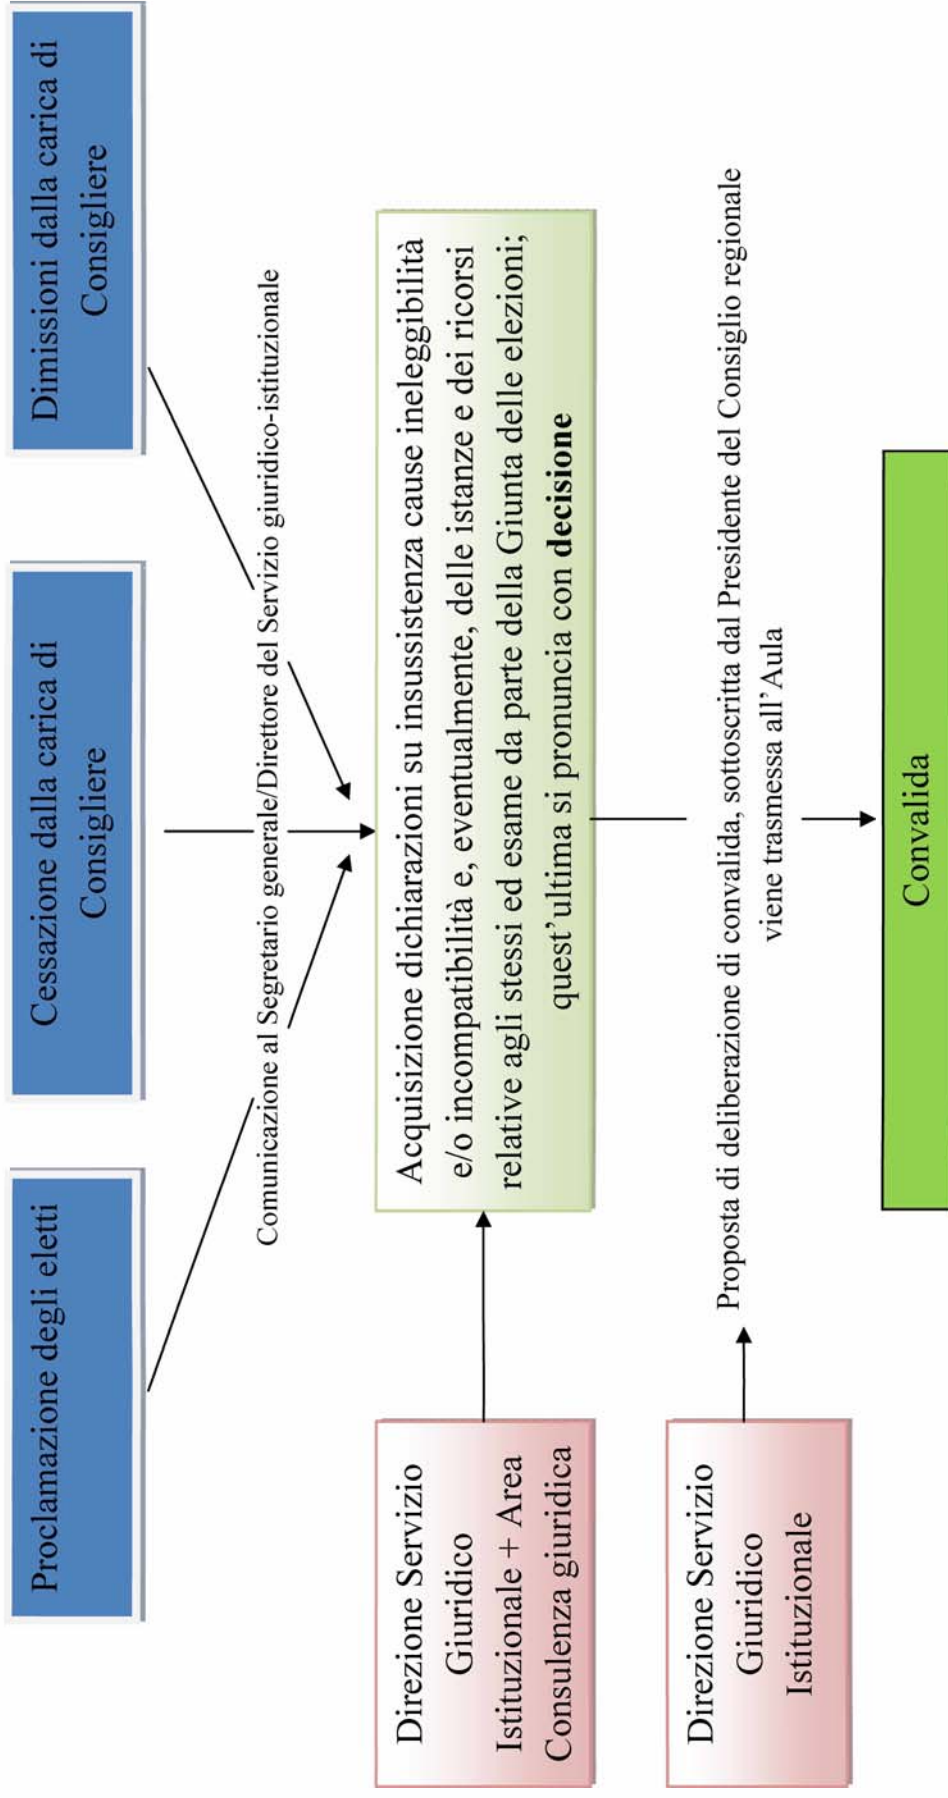 Proclamazione degli eletti
Cessazione dalla carica di
Consigliere
Dimissioni dalla carica di
Consigliere
Comunicazione al Segretario generale/Direttore del Servizio giuridico-istituzionale
Direzione Servizio
Giuridico
Istituzionale + Area
Consulenza giuridica
Acquisizione dichiarazioni su insussistenza cause ineleggibilità
e/o incompatibilità e, eventualmente, delle istanze e dei ricorsi
relative agli stessi ed esame da parte della Giunta delle elezioni;
quest'ultima si pronuncia con decisione
Direzione Servizio
Giuridico
Istituzionale
Proposta di deliberazione di convalida, sottoscritta dal Presidente del Consiglio regionale
viene trasmessa all'Aula
Convalida